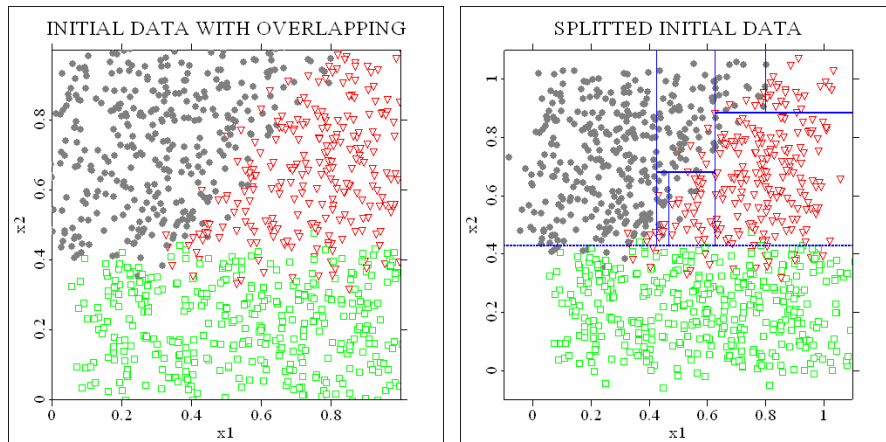 INITIAL DATA WITH OVERLAPPING
x2
0 0.2 0.4 0.6 0.8
0 0.2 0.4 0.6 0.8
x1
SPLITTED INITIAL DATA
x2
0 0.2 0.4 0.6 0.8 1
0 0.2 0.4 0.6 0.8 1
x1